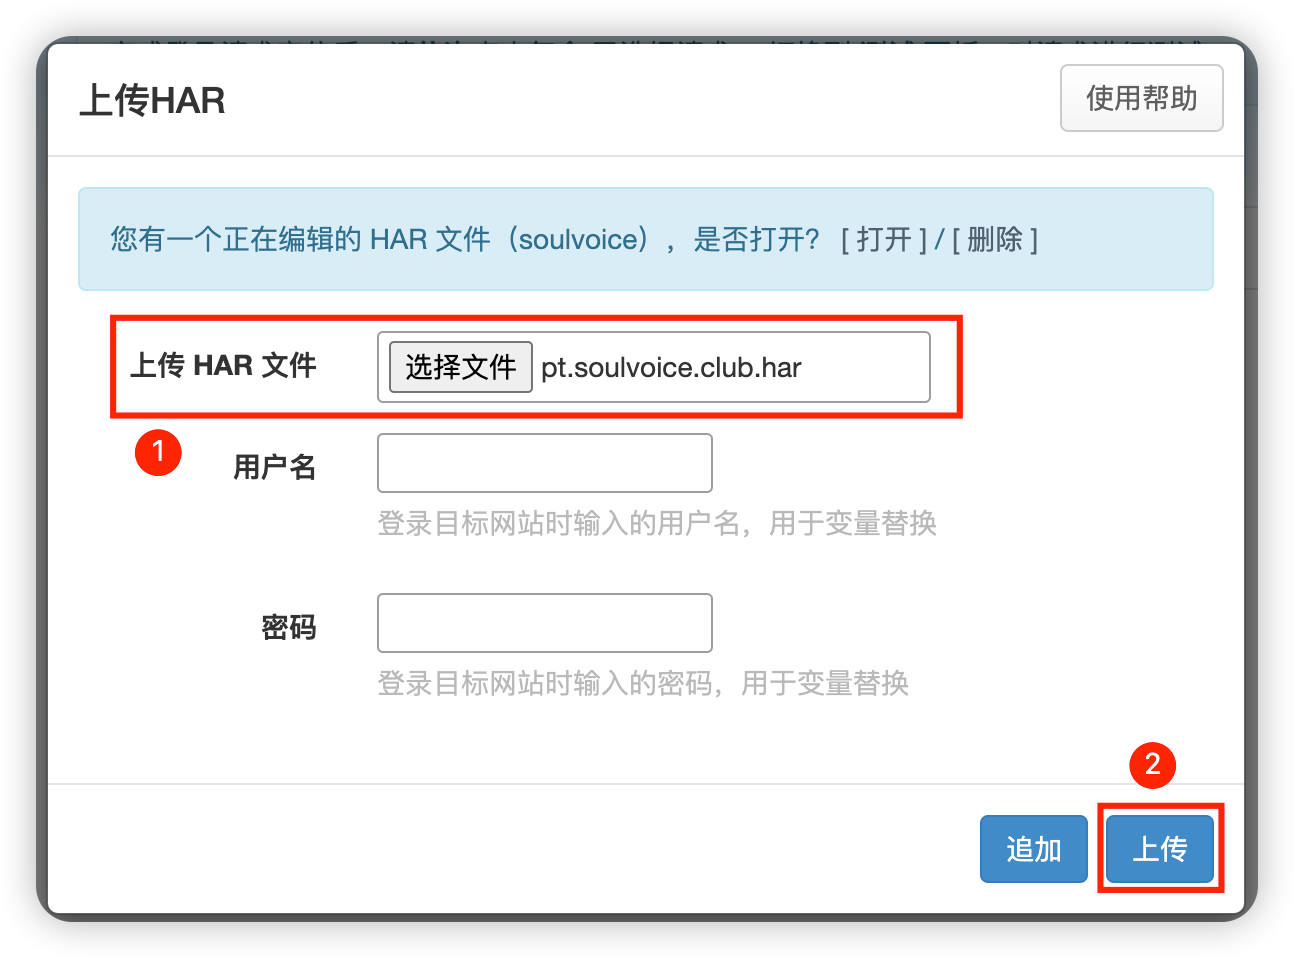 上传HAR
使用帮助
您有一个正在编辑的 HAR 文件（soulvoice），是否打开？ [ 打开 ] / [ 删除 ]
上传 HAR 文件
选择文件 pt.soulvoice.club.har
1
用户名
登录目标网站时输入的用户名，用于变量替换
密码
登录目标网站时输入的密码，用于变量替换
2
追加
上传